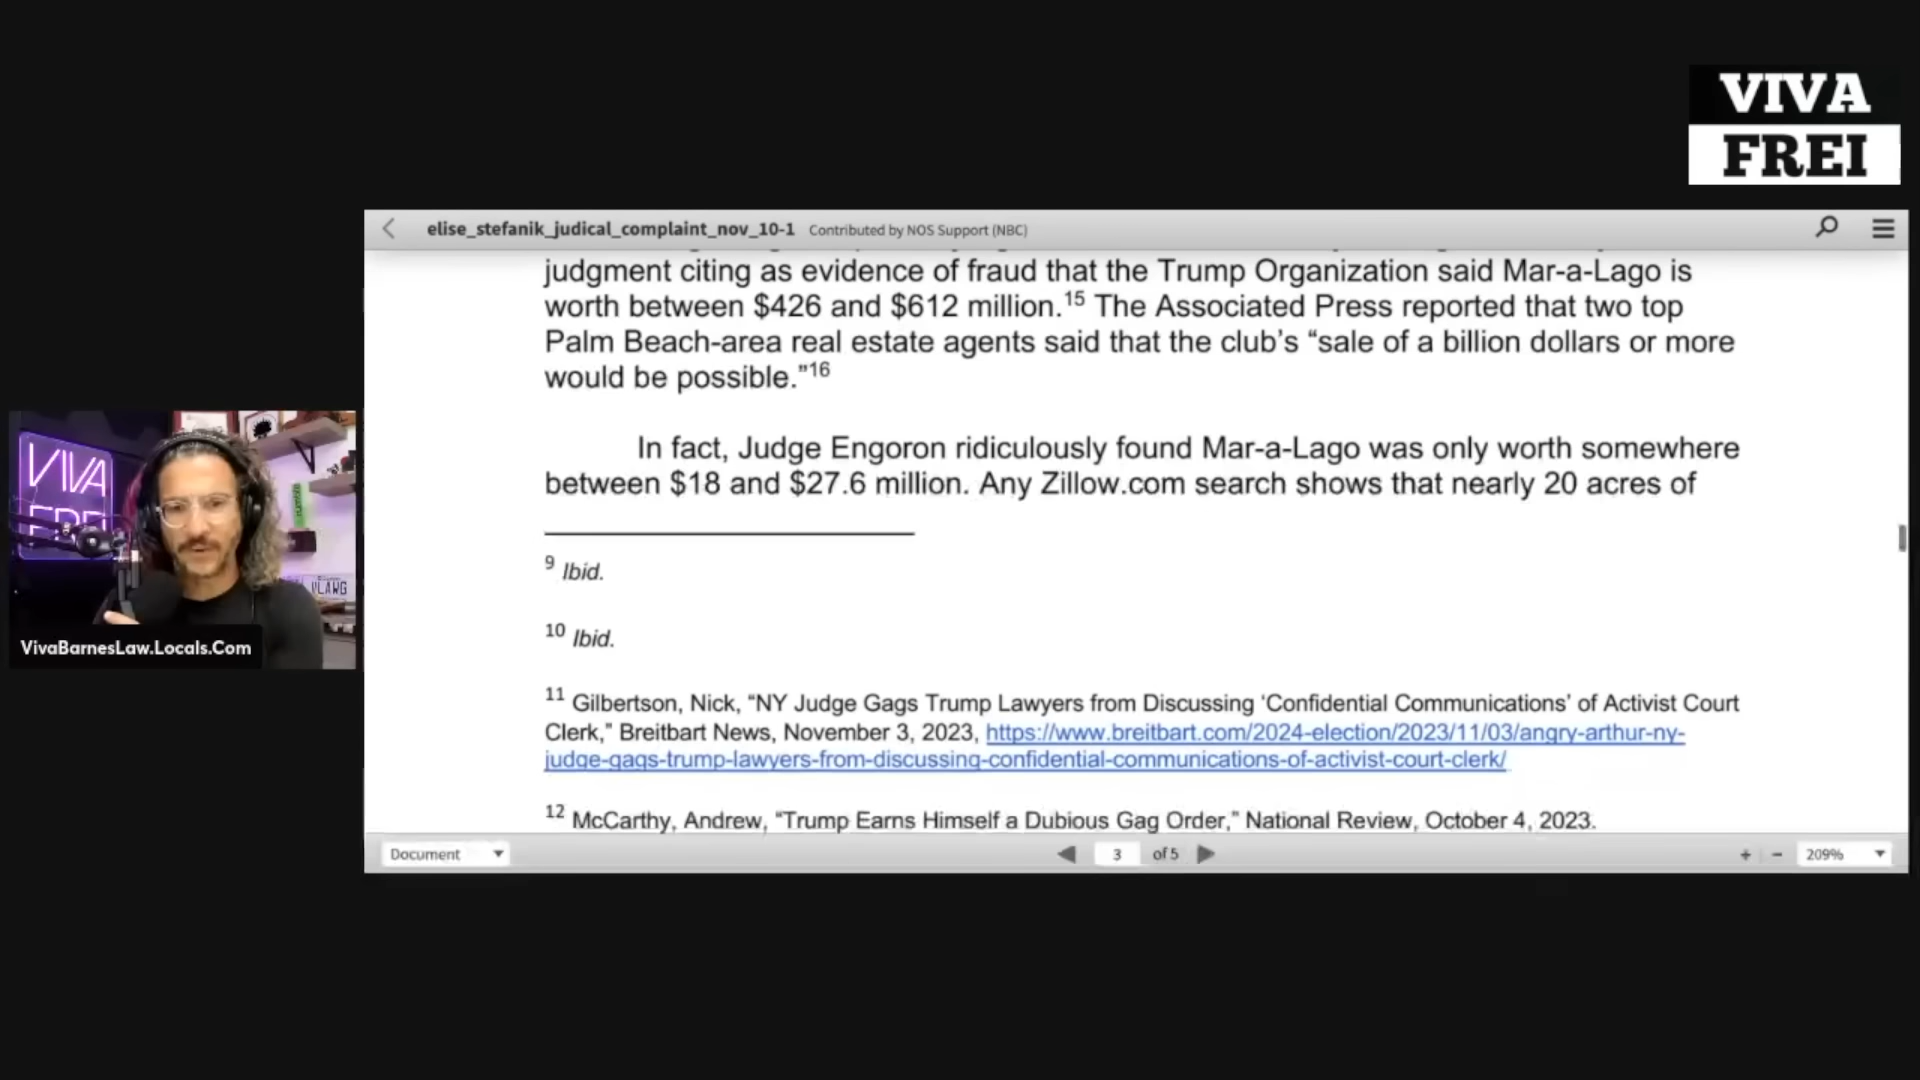 VIVA
FREI
elise_stefanik_judical_complaint_nov_10-1 Contributed by NOS Support (NBC)
judgment citing as evidence of fraud that the Trump Organization said Mar-a-Lago is
worth between $426 and $612 million.15 The Associated Press reported that two top
Palm Beach-area real estate agents said that the club's “sale of a billion dollars or more
would be possible.”16
In fact, Judge Engoron ridiculously found Mar-a-Lago was only worth somewhere
between $18 and $27.6 million. Any Zillow.com search shows that nearly 20 acres of
9 Ibid.
10 Ibid.
11 Gilbertson, Nick, “NY Judge Gags Trump Lawyers from Discussing ‘Confidential Communications’ of Activist Court
Clerk,” Breitbart News, November 3, 2023, https://www.breitbart.com/2024-election/2023/11/03/angry-arthur-ny-
judge-gags-trump-lawyers-from-discussing-confidential-communications-of-activist-court-clerk/
12 McCarthy, Andrew, “Trump Earns Himself a Dubious Gag Order,” National Review, October 4, 2023.
Document 3 of 5 + - 209%
VIVA
FREI
VLAWG
VivaBarnesLaw.Locals.Com